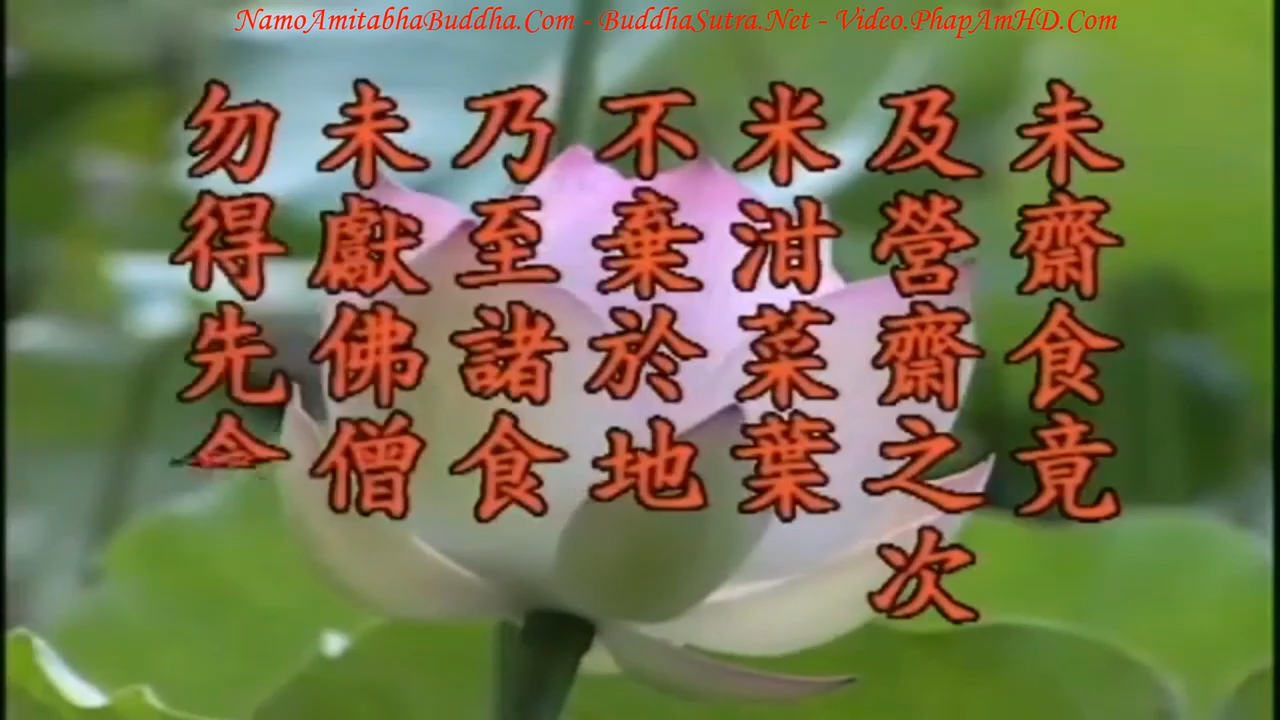 NamoAmitabhaBuddha.Com - BuddhaSutra.Net - Video.PhapAmHD.Com
未齋食竟
及營齋之次
米泔菜葉
不棄於地
乃至諸食
未獻佛僧
勿得先